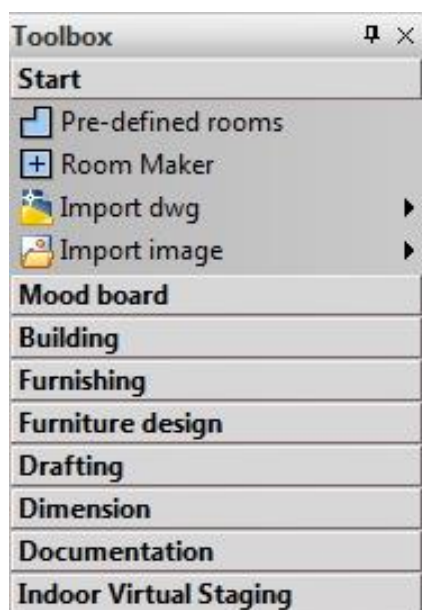 Toolbox
Start
Pre-defined rooms
Room Maker
Import dwg
Import image
Mood board
Building
Furnishing
Furniture design
Drafting
Dimension
Documentation
Indoor Virtual Staging